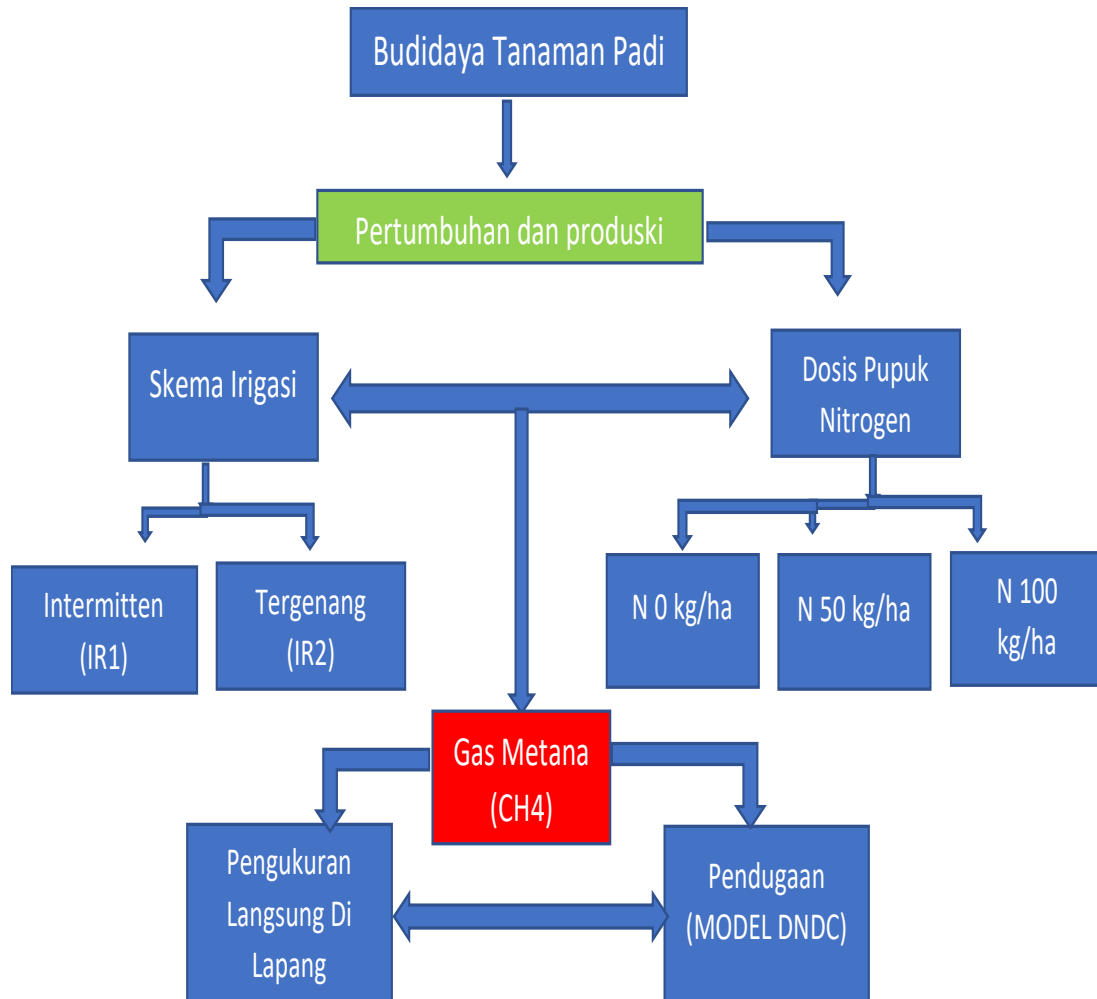 Budidaya Tanaman Padi
Pertumbuhan dan produski
Skema Irigasi
Dosis Pupuk
Nitrogen
Intermitten
(IR1)
Tergenang
(IR2)
N 0 kg/ha
N 50 kg/ha
N 100
kg/ha
Gas Metana
(CH4)
Pengukuran
Langsung Di
Lapang
Pendugaan
(MODEL DNDC)